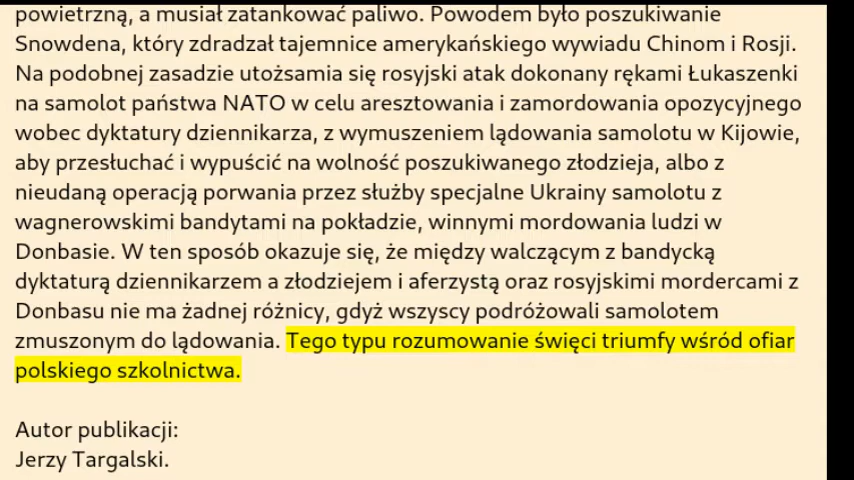 powietrzną, a musiał zatankować paliwo. Powodem było poszukiwanie
Snowdena, który zdradzał tajemnice amerykańskiego wywiadu Chinom i Rosji.
Na podobnej zasadzie utożsamia się rosyjski atak dokonany rękami Łukaszenki
na samolot państwa NATO w celu aresztowania i zamordowania opozycyjnego
wobec dyktatury dziennikarza, z wymuszeniem lądowania samolotu w Kijowie,
aby przesłuchać i wypuścić na wolność poszukiwanego złodzieja, albo z
nieudaną operacją porwania przez służby specjalne Ukrainy samolotu z
wagnerowskimi bandytami na pokładzie, winnymi mordowania ludzi w
Donbasie. W ten sposób okazuje się, że między walczącym z bandycką
dyktaturą dziennikarzem a złodziejem i aferzystą oraz rosyjskimi mordercami z
Donbasu nie ma żadnej różnicy, gdyż wszyscy podróżowali samolotem
zmuszonym do lądowania. Tego typu rozumowanie święci triumfy wśród ofiar
polskiego szkolnictwa.
Autor publikacji:
Jerzy Targalski.